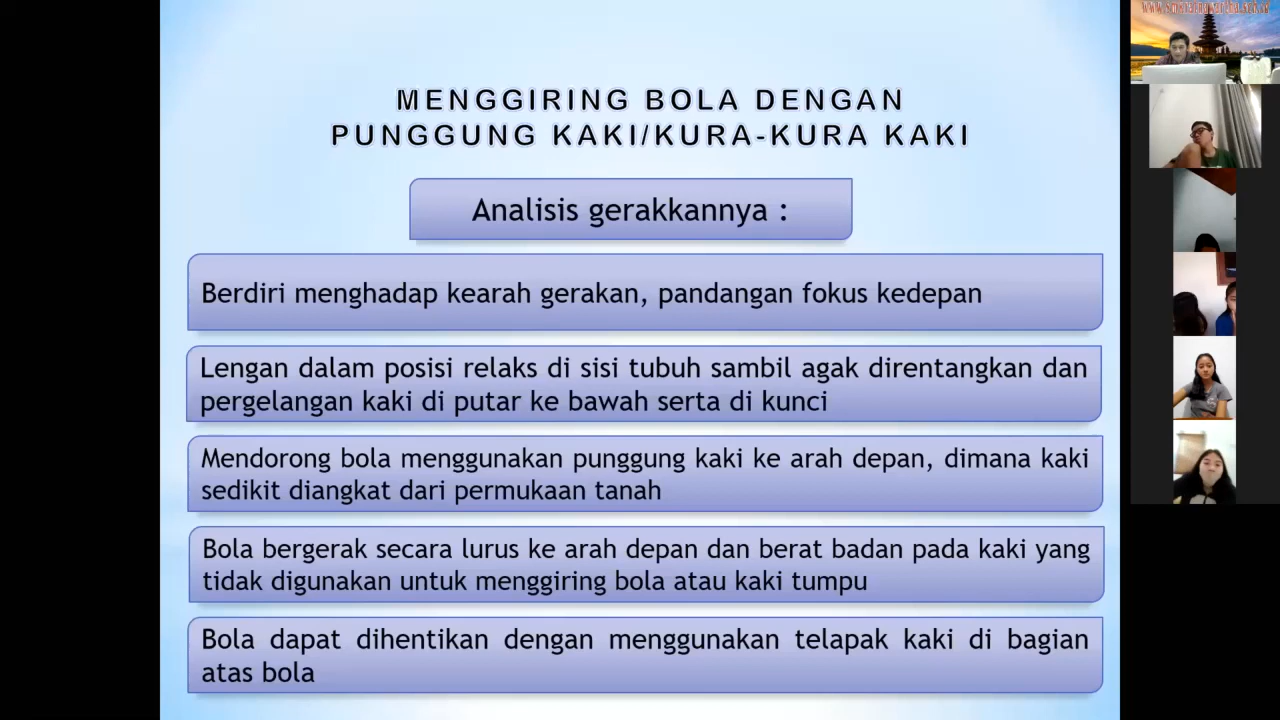 MENGGIRING BOLA DENGAN
PUNGGUNG KAKI/KURA-KURA KAKI
Analisis gerakkannya :
Berdiri menghadap kearah gerakan, pandangan fokus kedepan
Lengan dalam posisi relaks di sisi tubuh sambil agak direntangkan dan
pergelangan kaki di putar ke bawah serta di kunci
Mendorong bola menggunakan punggung kaki ke arah depan, dimana kaki
sedikit diangkat dari permukaan tanah
Bola bergerak secara lurus ke arah depan dan berat badan pada kaki yang
tidak digunakan untuk menggiring bola atau kaki tumpu
Bola dapat dihentikan dengan menggunakan telapak kaki di bagian
atas bola